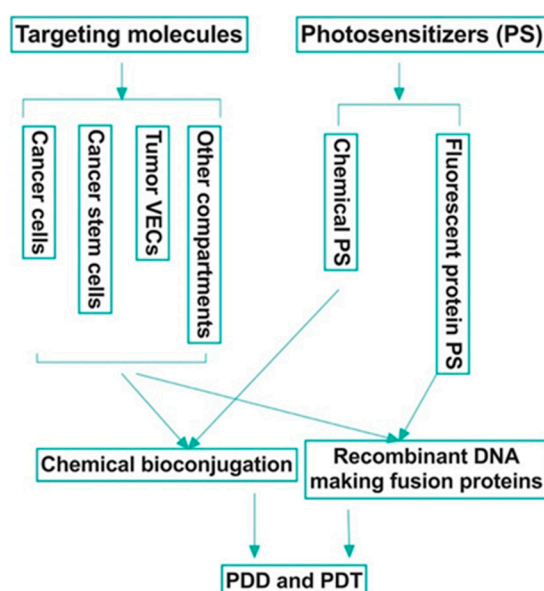 Targeting molecules
Photosensitizers (PS)
Cancer cells
Cancer stem cells
Tumor VECs
Other compartments
Chemical PS
Fluorescent protein PS
Chemical bioconjugation
Recombinant DNA
making fusion proteins
PDD and PDT